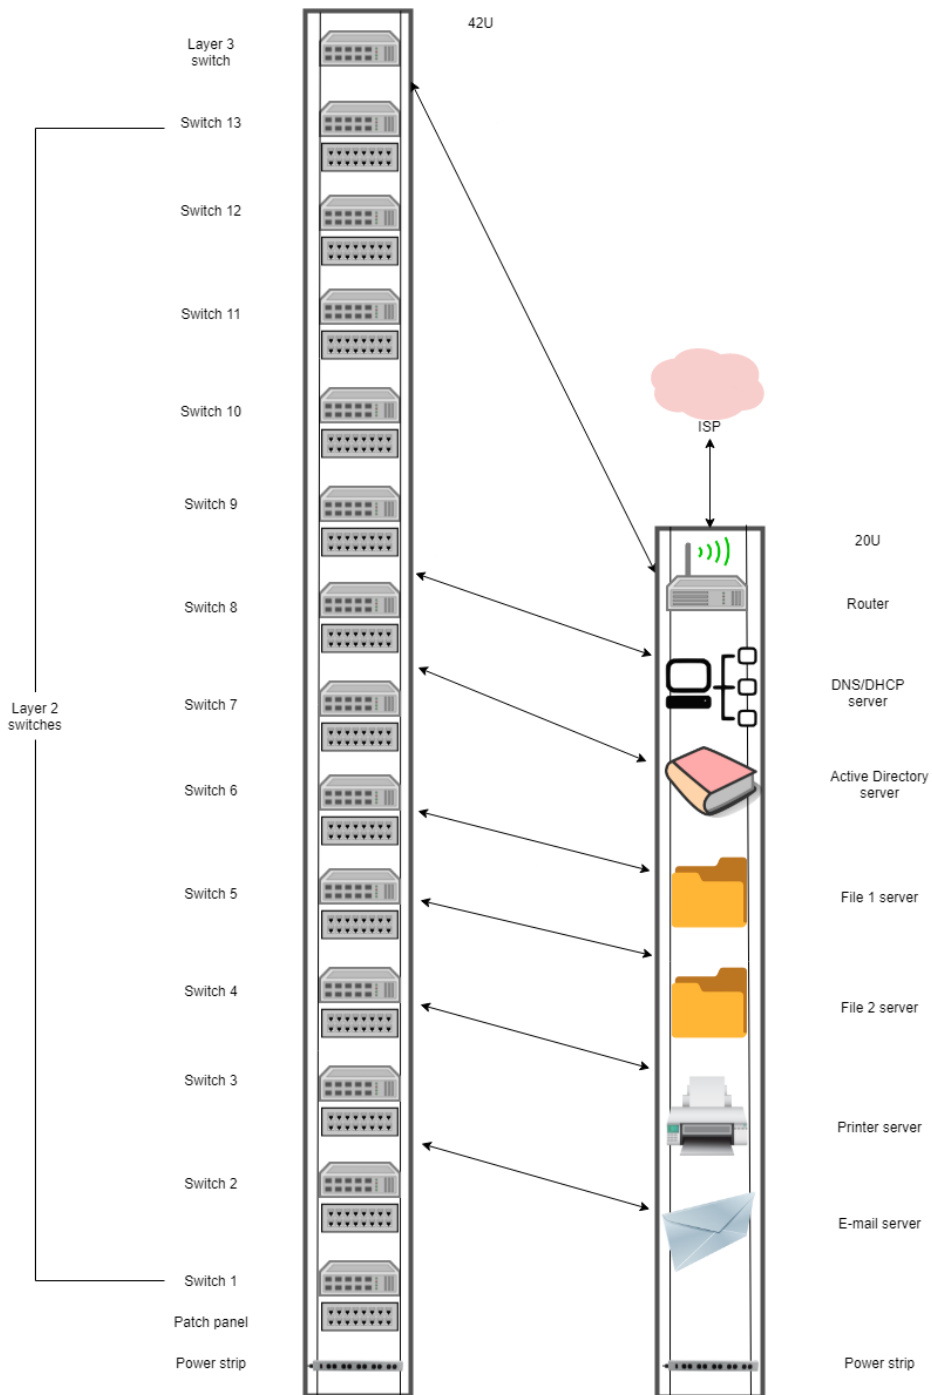 42U
Layer 3
switch
Switch 13
Switch 12
Switch 11
Switch 10
ISP
Switch 9
20U
Switch 8
Router
Layer 2
switches
Switch 7
DNS/DHCP
server
Switch 6
Active Directory
server
Switch 5
File 1 server
Switch 4
File 2 server
Switch 3
Printer server
Switch 2
E-mail server
Switch 1
Patch panel
Power strip
Power strip